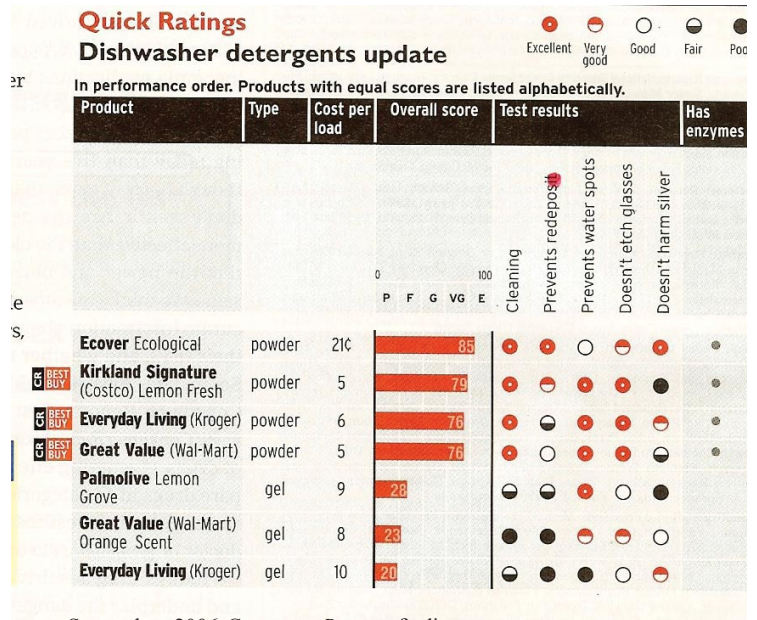 Quick Ratings
Dishwasher detergents update
Excellent Very good Good Fair Poo
er
In performance order. Products with equal scores are listed alphabetically.
Product Type Cost per load Overall score Test results Has enzymes
Cleaning
Prevents redeposit
Prevents water spots
Doesn't etch glasses
Doesn't harm silver
0 100
P F G VG E
s,
Ecover Ecological powder 21¢ 85
CR BEST BUY Kirkland Signature (Costco) Lemon Fresh powder 5 79
CR BEST BUY Everyday Living (Kroger) powder 6 76
CR BEST BUY Great Value (Wal-Mart) powder 5 76
Palmolive Lemon Grove gel 9 28
Great Value (Wal-Mart) Orange Scent gel 8 23
Everyday Living (Kroger) gel 10 20